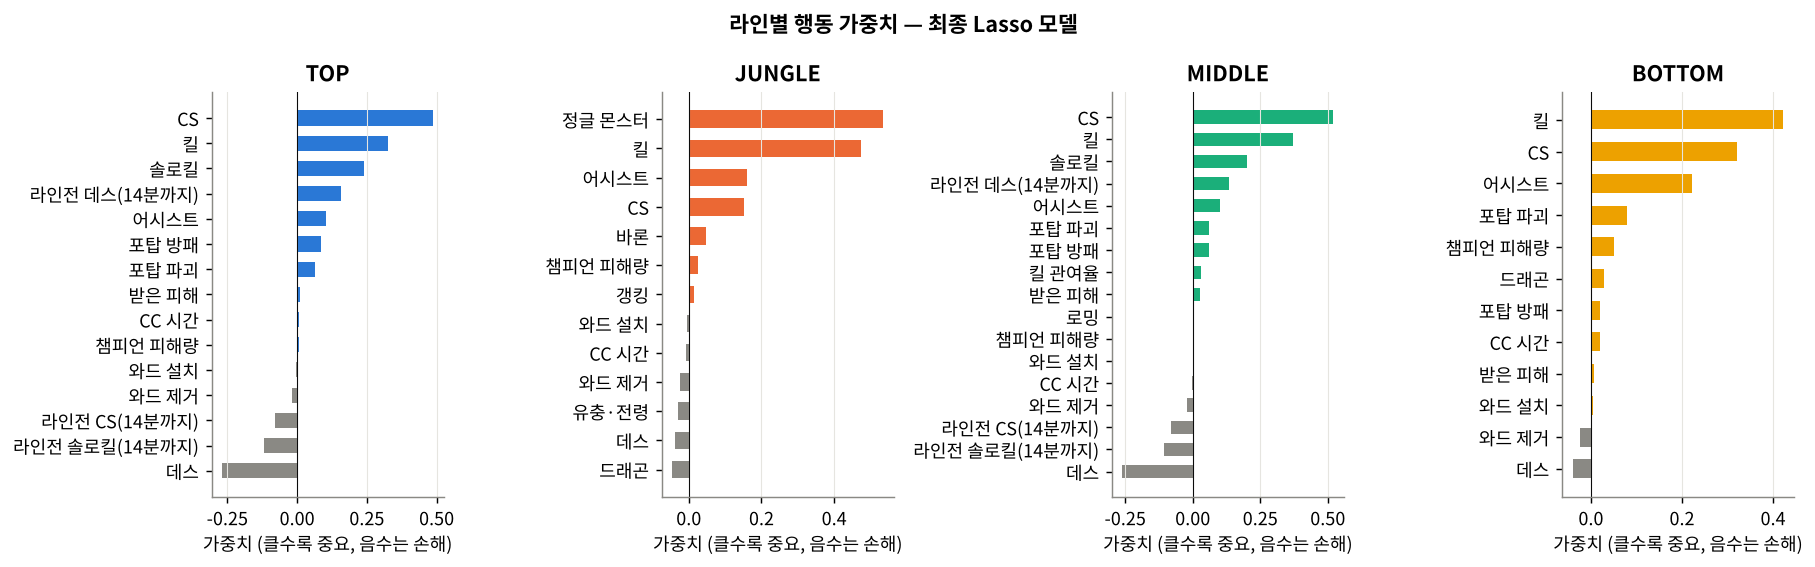 라인별 행동 가중치 — 최종 Lasso 모델
TOP
CS
킬
솔로킬
라인전 데스(14분까지)
어시스트
포탑 방패
포탑 파괴
받은 피해
CC 시간
챔피언 피해량
와드 설치
와드 제거
라인전 CS(14분까지)
라인전 솔로킬(14분까지)
데스
-0.25 0.00 0.25 0.50
가중치 (클수록 중요, 음수는 손해)
JUNGLE
정글 몬스터
킬
어시스트
CS
바론
챔피언 피해량
갱킹
와드 설치
CC 시간
와드 제거
유충·전령
데스
드래곤
0.0 0.2 0.4
가중치 (클수록 중요, 음수는 손해)
MIDDLE
CS
킬
솔로킬
라인전 데스(14분까지)
어시스트
포탑 파괴
포탑 방패
킬 관여율
받은 피해
로밍
챔피언 피해량
와드 설치
CC 시간
와드 제거
라인전 CS(14분까지)
라인전 솔로킬(14분까지)
데스
-0.25 0.00 0.25 0.50
가중치 (클수록 중요, 음수는 손해)
BOTTOM
킬
CS
어시스트
포탑 파괴
챔피언 피해량
드래곤
포탑 방패
CC 시간
받은 피해
와드 설치
와드 제거
데스
0.0 0.2 0.4
가중치 (클수록 중요, 음수는 손해)